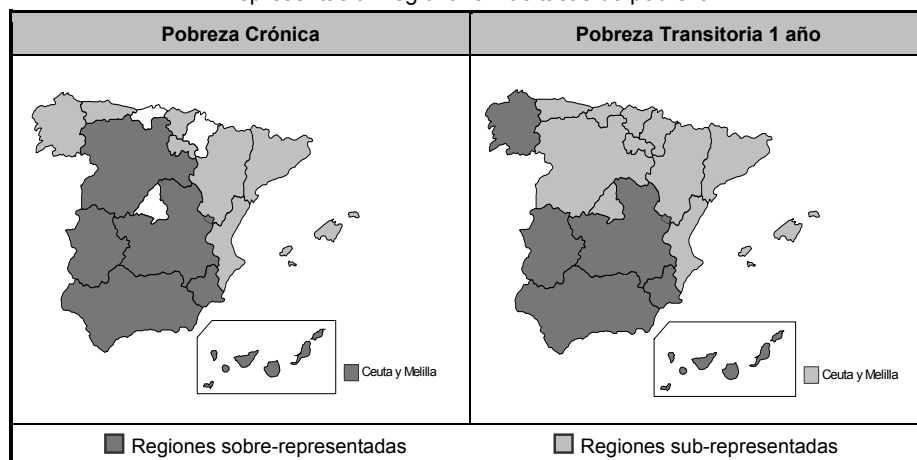 Pobreza Crónica
Pobreza Transitoria 1 año
Ceuta y Melilla
Ceuta y Melilla
Regiones sobre-representadas
Regiones sub-representadas